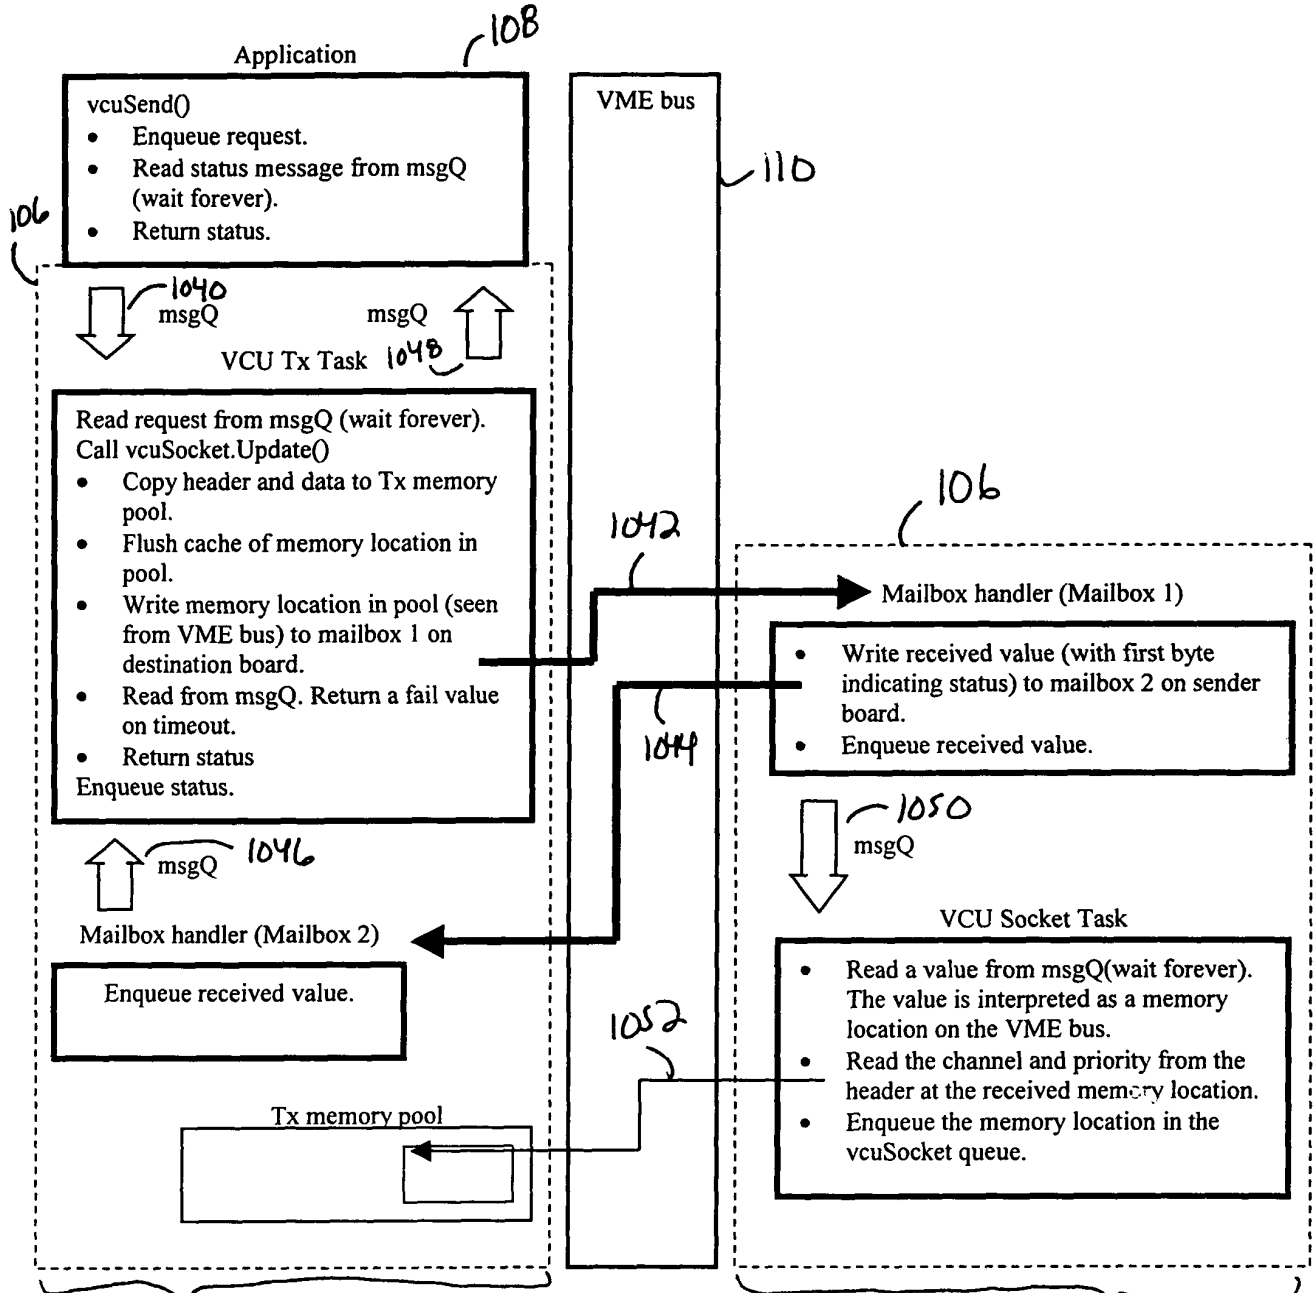 108
Application
vcuSend()
• Enqueue request.
• Read status message from msgQ
(wait forever).
• Return status.
VME bus
110
106
1040
msgQ
msgQ
VCU Tx Task
1048
Read request from msgQ (wait forever).
Call vcuSocket.Update()
• Copy header and data to Tx memory
pool.
• Flush cache of memory location in
pool.
• Write memory location in pool (seen
from VME bus) to mailbox 1 on
destination board.
• Read from msgQ. Return a fail value
on timeout.
• Return status
Enqueue status.
1046
msgQ
Mailbox handler (Mailbox 2)
Enqueue received value.
Tx memory pool
1042
1044
1052
106
Mailbox handler (Mailbox 1)
• Write received value (with first byte
indicating status) to mailbox 2 on sender
board.
• Enqueue received value.
1050
msgQ
VCU Socket Task
• Read a value from msgQ(wait forever).
The value is interpreted as a memory
location on the VME bus.
• Read the channel and priority from the
header at the received memory location.
• Enqueue the memory location in the
vcuSocket queue.